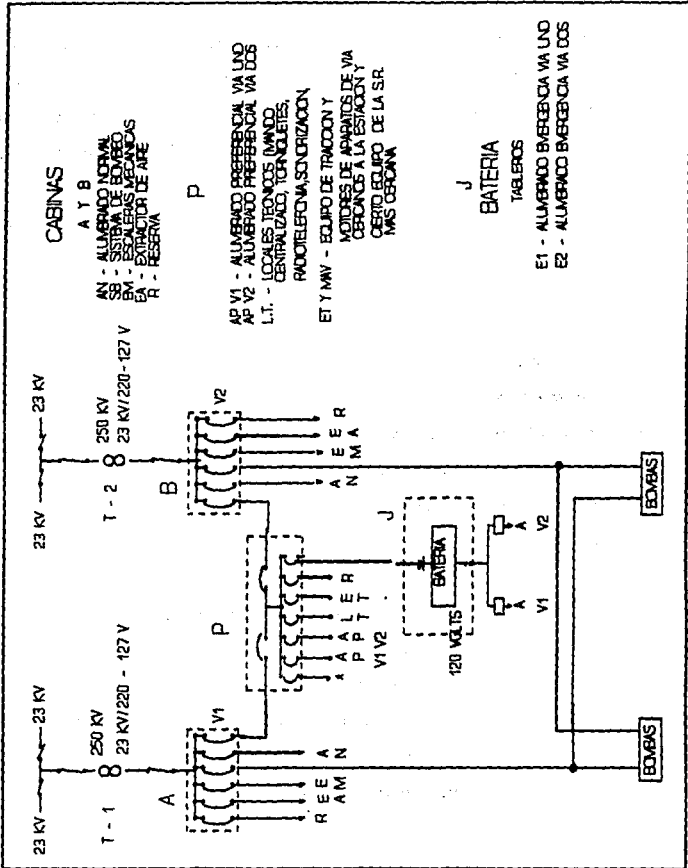 CABINAS
A Y B
AN - ALUMBRADO NORMAL
SB - SISTEMA DE BOMBEO
EM - ESCALERAS MECANICAS
EA - EXTRACTOR DE AIRE
R - RESERVA
P
AP V1 - ALUMBRADO PREFERENCIAL VIA UNO
AP V2 - ALUMBRADO PREFERENCIAL VIA DOS
L.T. - LOCALES TECNICOS (MANDO
CENTRALIZADO, TORNIQUETES,
RADIOTELEFONIA, SONORIZACION,
ET Y MAV - EQUIPO DE TRACCION Y
MOTORES DE APARATOS DE VIA
CERCANOS A LA ESTACION Y
CIERTO EQUIPO DE LA S.R.
MAS CERCANA
J
BATERIA
TABLEROS
E1 - ALUMBRADO EMERGENCIA VIA UNO
E2 - ALUMBRADO EMERGENCIA VIA DOS
23 KV
23 KV
T - 1
250 KV
23 KV/220 - 127 V
23 KV
23 KV
T - 2
250 KV
23 KV/220 - 127 V
A
V1
R E E A
A M N
P
A A L E R
P P T T
V1 V2
B
V2
A E E R
N M A
J
120 VOLTS
BATERIA
A A
V1 V2
BOMBAS
BOMBAS